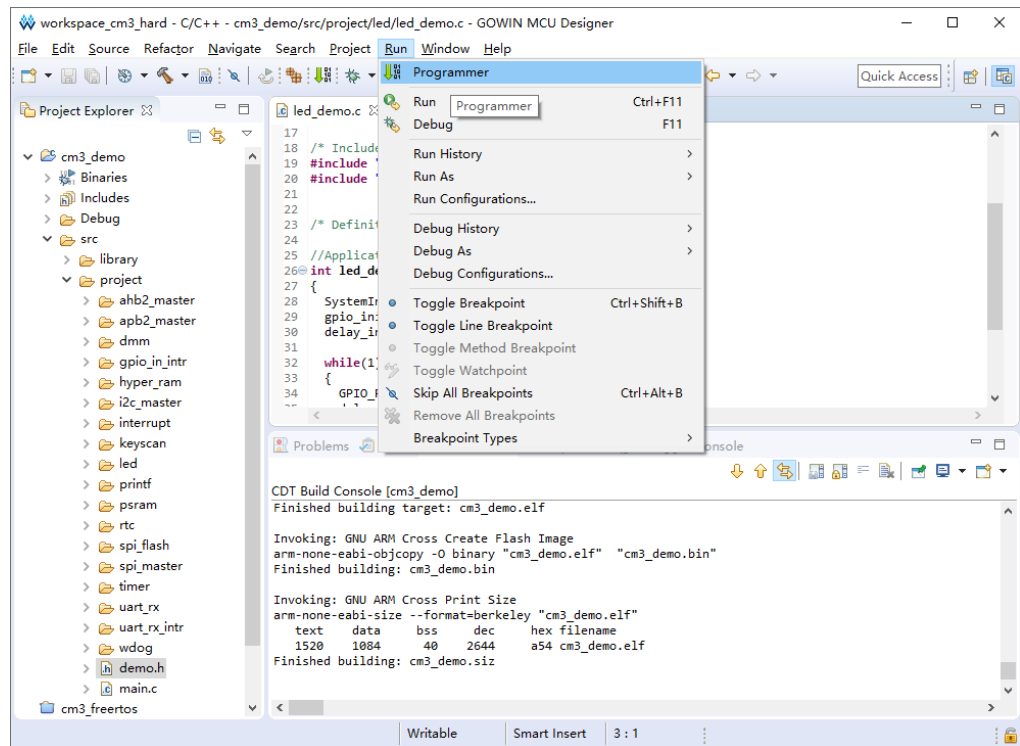 workspace_cm3_hard - C/C++ - cm3_demo/src/project/led/led_demo.c - GOWIN MCU Designer
File Edit Source Refactor Navigate Search Project Run Window Help
Quick Access
Programmer
Run Ctrl+F11
Programmer
Debug F11
Run History
Run As
Run Configurations...
Debug History
Debug As
Debug Configurations...
Toggle Breakpoint Ctrl+Shift+B
Toggle Line Breakpoint
Toggle Method Breakpoint
Toggle Watchpoint
Skip All Breakpoints Ctrl+Alt+B
Remove All Breakpoints
Breakpoint Types
Project Explorer
cm3_demo
Binaries
Includes
Debug
src
library
project
ahb2_master
apb2_master
dmm
gpio_in_intr
hyper_ram
i2c_master
interrupt
keyscan
led
printf
psram
rtc
spi_flash
spi_master
timer
uart_rx
uart_rx_intr
wdog
demo.h
main.c
cm3_freertos
led_demo.c
17
18 /* Include
19 #include "
20 #include "
21
22
23 /* Definit
24
25 //Applicat
26 int led_de
27 {
28 SystemIn
29 gpio_ini
30 delay_in
31
32 while(1)
33 {
34 GPIO_R
Problems
onsole
CDT Build Console [cm3_demo]
Finished building target: cm3_demo.elf
Invoking: GNU ARM Cross Create Flash Image
arm-none-eabi-objcopy -O binary "cm3_demo.elf" "cm3_demo.bin"
Finished building: cm3_demo.bin
Invoking: GNU ARM Cross Print Size
arm-none-eabi-size --format=berkeley "cm3_demo.elf"
text data bss dec hex filename
1520 1084 40 2644 a54 cm3_demo.elf
Finished building: cm3_demo.siz
Writable Smart Insert 3 : 1